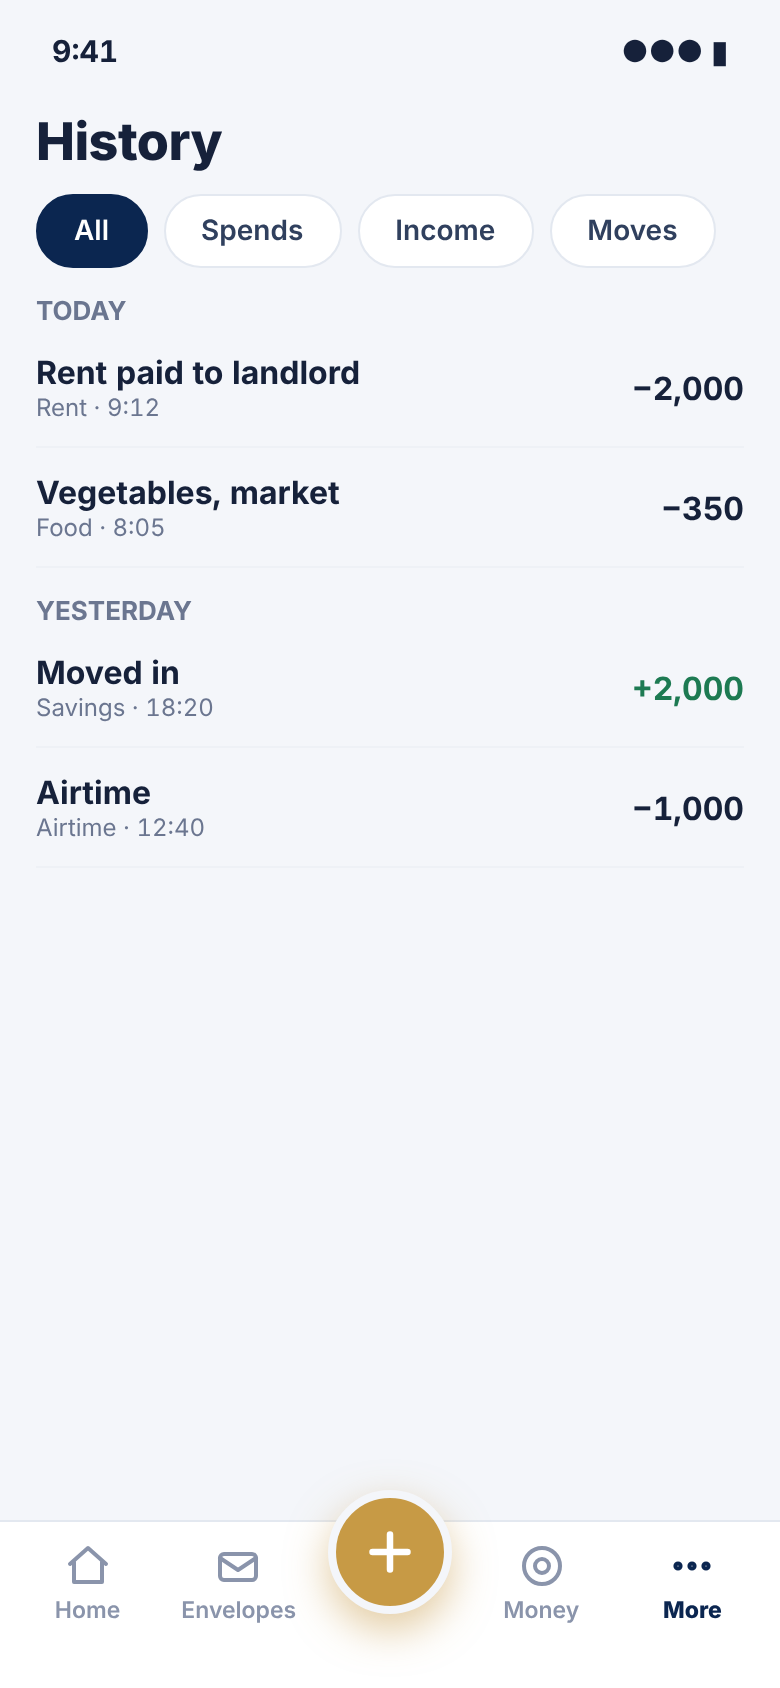 9:41
History
All Spends Income Moves
TODAY
Rent paid to landlord
−2,000
Rent · 9:12
Vegetables, market
−350
Food · 8:05
YESTERDAY
Moved in
+2,000
Savings · 18:20
Airtime
−1,000
Airtime · 12:40
Home Envelopes Money More